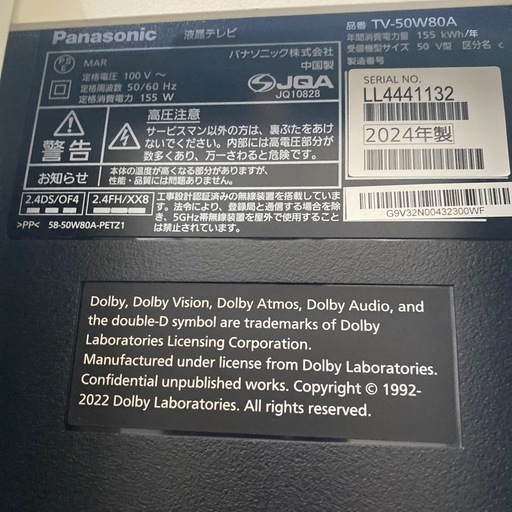 Panasonic 液晶テレビ
品番 TV-50W80A
年間消費電力量 155 kWh/年
受信機型サイズ 50 V型 区分名 c
製造番号
PS
E
MAR
定格電圧 100 V～
定格周波数 50/60 Hz
定格消費電力 155 W
パナソニック株式会社
中国製
JQA
JQ10828
SERIAL NO.
LL4441132
2024年製
警告
高圧注意
サービスマン以外の方は、裏ぶたをあけ
ないでください。内部には高電圧部分が
数多くあり、万一さわると危険です。
お知らせ
本体の温度が高くなる部分がありますが、
性能・品質には問題ありません。
2.4DS/OF4 2.4FH/XX8
工事設計認証済みの無線装置を搭載していま
す。法令により、登録局と通信する場合を除
き、5GHz帯無線装置を屋外で使用することは
できません。
>PP< 58-50W80A-PETZ1
G9V32N00432300WF
Dolby, Dolby Vision, Dolby Atmos, Dolby Audio, and
the double-D symbol are trademarks of Dolby
Laboratories Licensing Corporation.
Manufactured under license from Dolby Laboratories.
Confidential unpublished works. Copyright © 1992-
2022 Dolby Laboratories. All rights reserved.